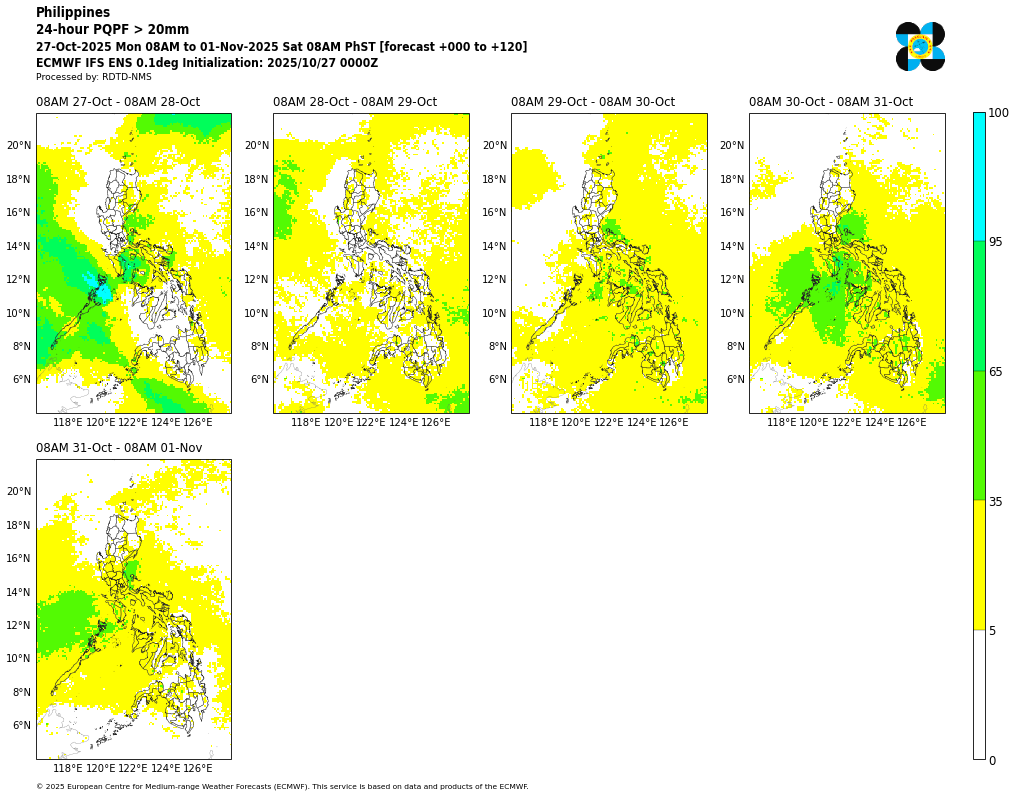 Philippines
24-hour PQPF > 20mm
27-Oct-2025 Mon 08AM to 01-Nov-2025 Sat 08AM PhST [forecast +000 to +120]
ECMWF IFS ENS 0.1deg Initialization: 2025/10/27 0000Z
Processed by: RDTD-NMS
08AM 27-Oct - 08AM 28-Oct
08AM 28-Oct - 08AM 29-Oct
08AM 29-Oct - 08AM 30-Oct
08AM 30-Oct - 08AM 31-Oct
20°N 20°N 20°N 20°N
18°N 18°N 18°N 18°N
16°N 16°N 16°N 16°N
14°N 14°N 14°N 14°N
12°N 12°N 12°N 12°N
10°N 10°N 10°N 10°N
8°N 8°N 8°N 8°N
6°N 6°N 6°N 6°N
118°E 120°E 122°E 124°E 126°E 118°E 120°E 122°E 124°E 126°E 118°E 120°E 122°E 124°E 126°E 118°E 120°E 122°E 124°E 126°E
100
95
65
35
5
0
08AM 31-Oct - 08AM 01-Nov
20°N
18°N
16°N
14°N
12°N
10°N
8°N
6°N
118°E 120°E 122°E 124°E 126°E
© 2025 European Centre for Medium-range Weather Forecasts (ECMWF). This service is based on data and products of the ECMWF.